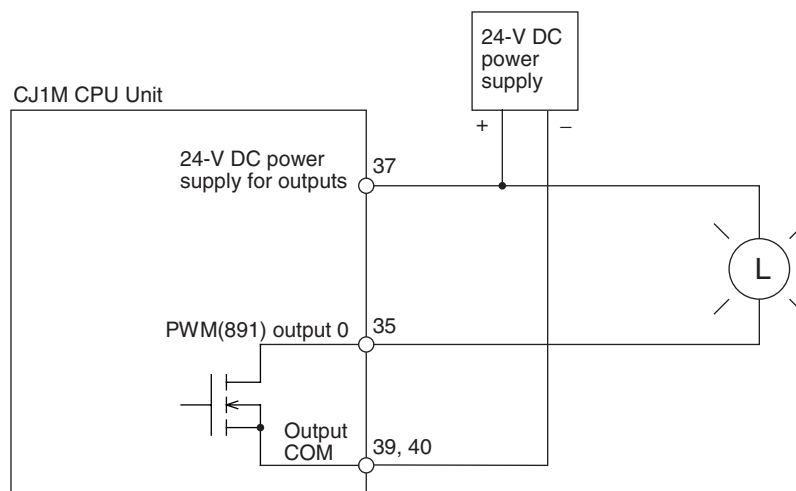 24-V DC
power
supply
CJ1M CPU Unit
+
–
24-V DC power
supply for outputs
37
L
PWM(891) output 0
35
Output
COM
39, 40